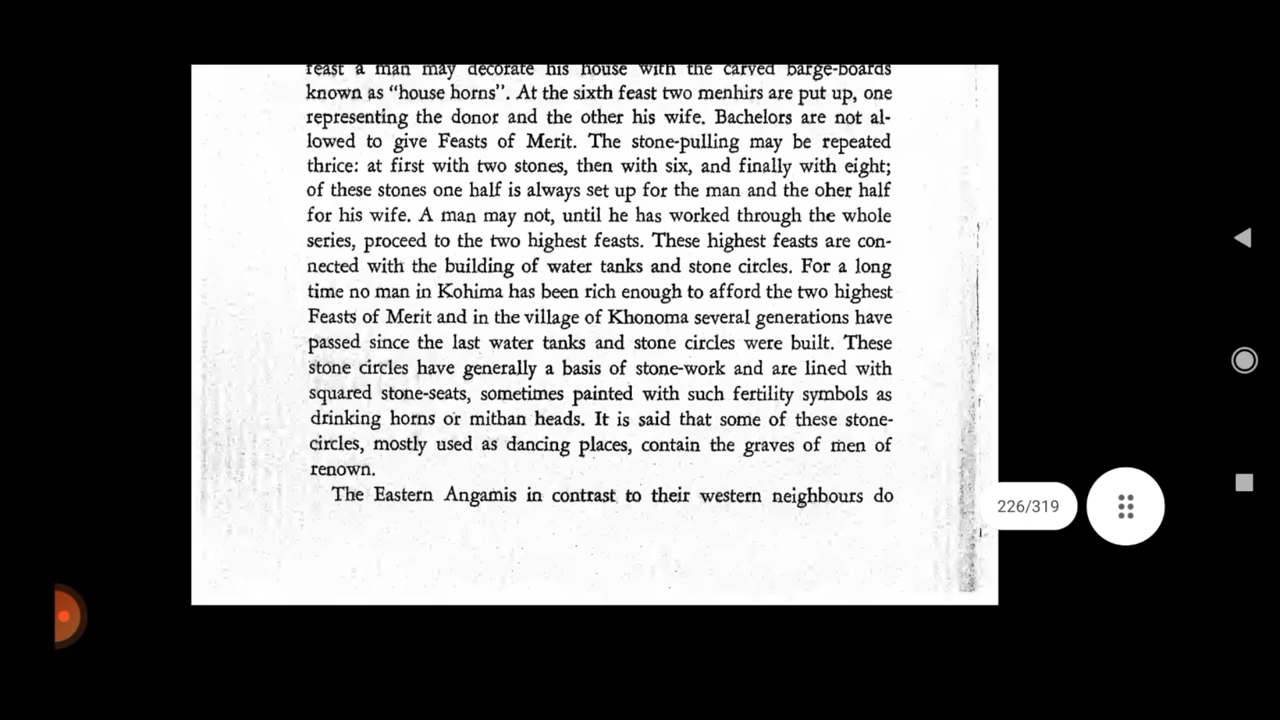 feast a man may decorate his house with the carved barge-boards
known as "house horns". At the sixth feast two menhirs are put up, one
representing the donor and the other his wife. Bachelors are not al-
lowed to give Feasts of Merit. The stone-pulling may be repeated
thrice: at first with two stones, then with six, and finally with eight;
of these stones one half is always set up for the man and the oher half
for his wife. A man may not, until he has worked through the whole
series, proceed to the two highest feasts. These highest feasts are con-
nected with the building of water tanks and stone circles. For a long
time no man in Kohima has been rich enough to afford the two highest
Feasts of Merit and in the village of Khonoma several generations have
passed since the last water tanks and stone circles were built. These
stone circles have generally a basis of stone-work and are lined with
squared stone-seats, sometimes painted with such fertility symbols as
drinking horns or mithan heads. It is said that some of these stone-
circles, mostly used as dancing places, contain the graves of men of
renown.
The Eastern Angamis in contrast to their western neighbours do
226/319